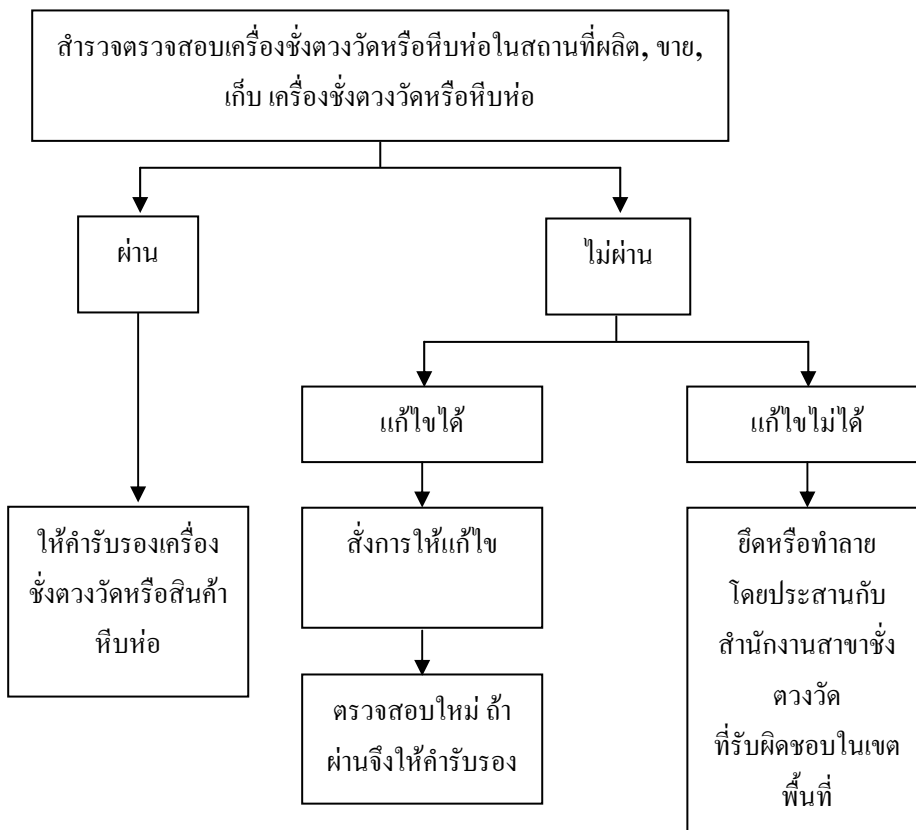 สำรวจตรวจสอบเครื่องชั่งตวงวัดหรือหีบห่อในสถานที่ผลิต, ขาย,
เก็บ เครื่องชั่งตวงวัดหรือหีบห่อ
ผ่าน
ไม่ผ่าน
แก้ไขได้
แก้ไขไม่ได้
ให้คำรับรองเครื่อง
ชั่งตวงวัดหรือสินค้า
หีบห่อ
สั่งการให้แก้ไข
ตรวจสอบใหม่ ถ้า
ผ่านจึงให้คำรับรอง
ยึดหรือทำลาย
โดยประสานกับ
สำนักงานสาขาชั่ง
ตวงวัด
ที่รับผิดชอบในเขต
พื้นที่